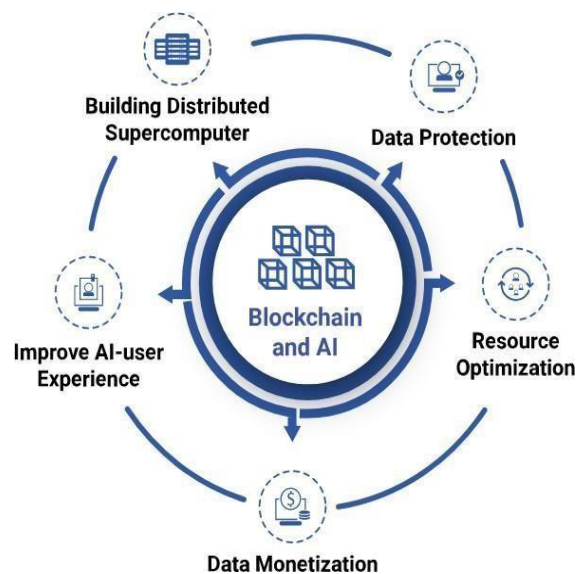 Building Distributed
Supercomputer
Data Protection
Blockchain
and AI
Improve AI-user
Experience
Resource
Optimization
Data Monetization